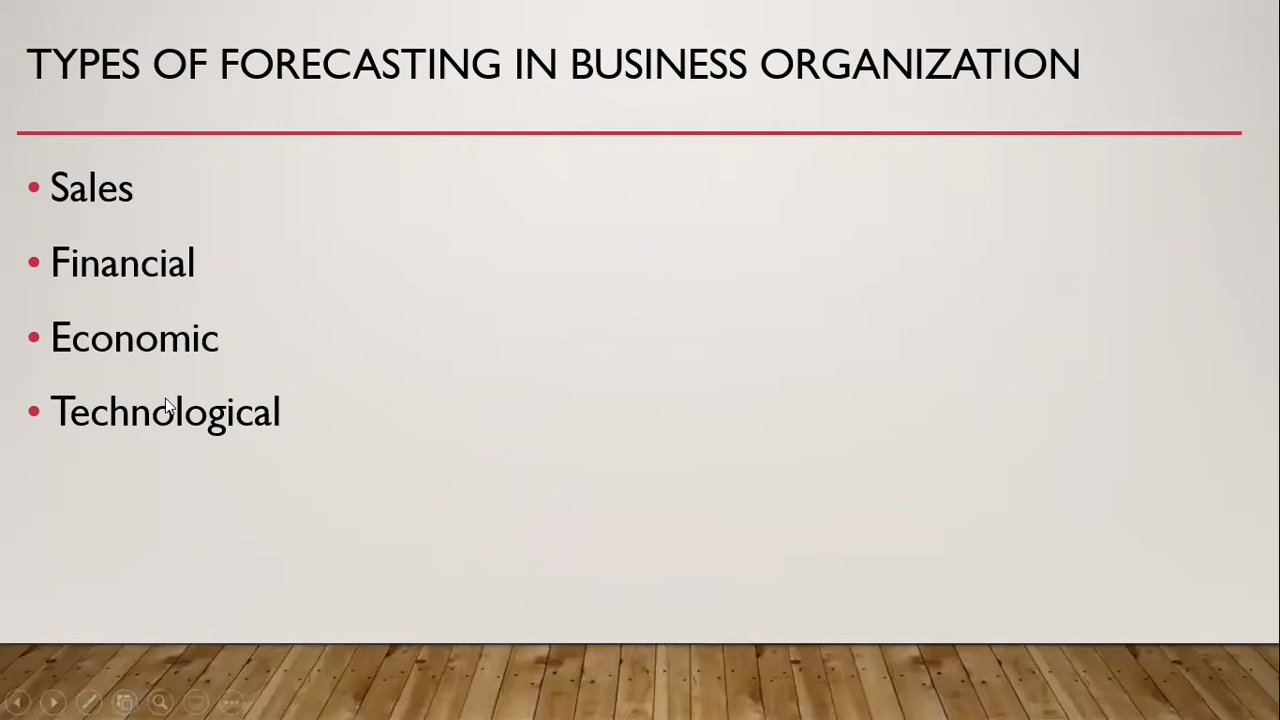 TYPES OF FORECASTING IN BUSINESS ORGANIZATION
• Sales
• Financial
• Economic
• Technological